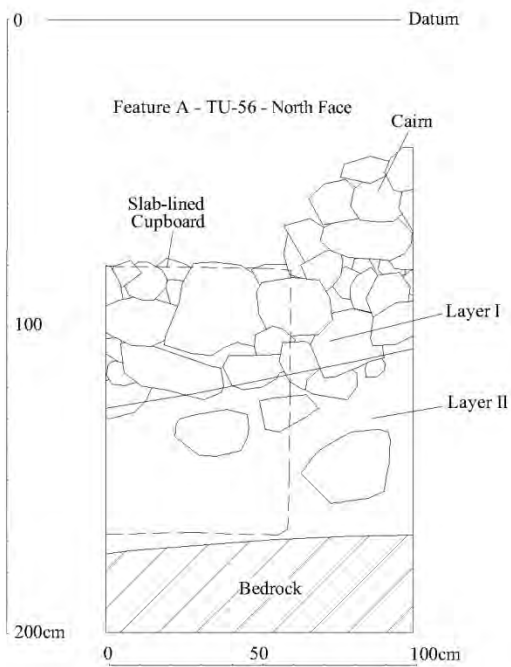 0
Datum
Feature A - TU-56 - North Face
Cairn
Slab-lined
Cupboard
100
Layer I
Layer II
Bedrock
200cm
0
50
100cm